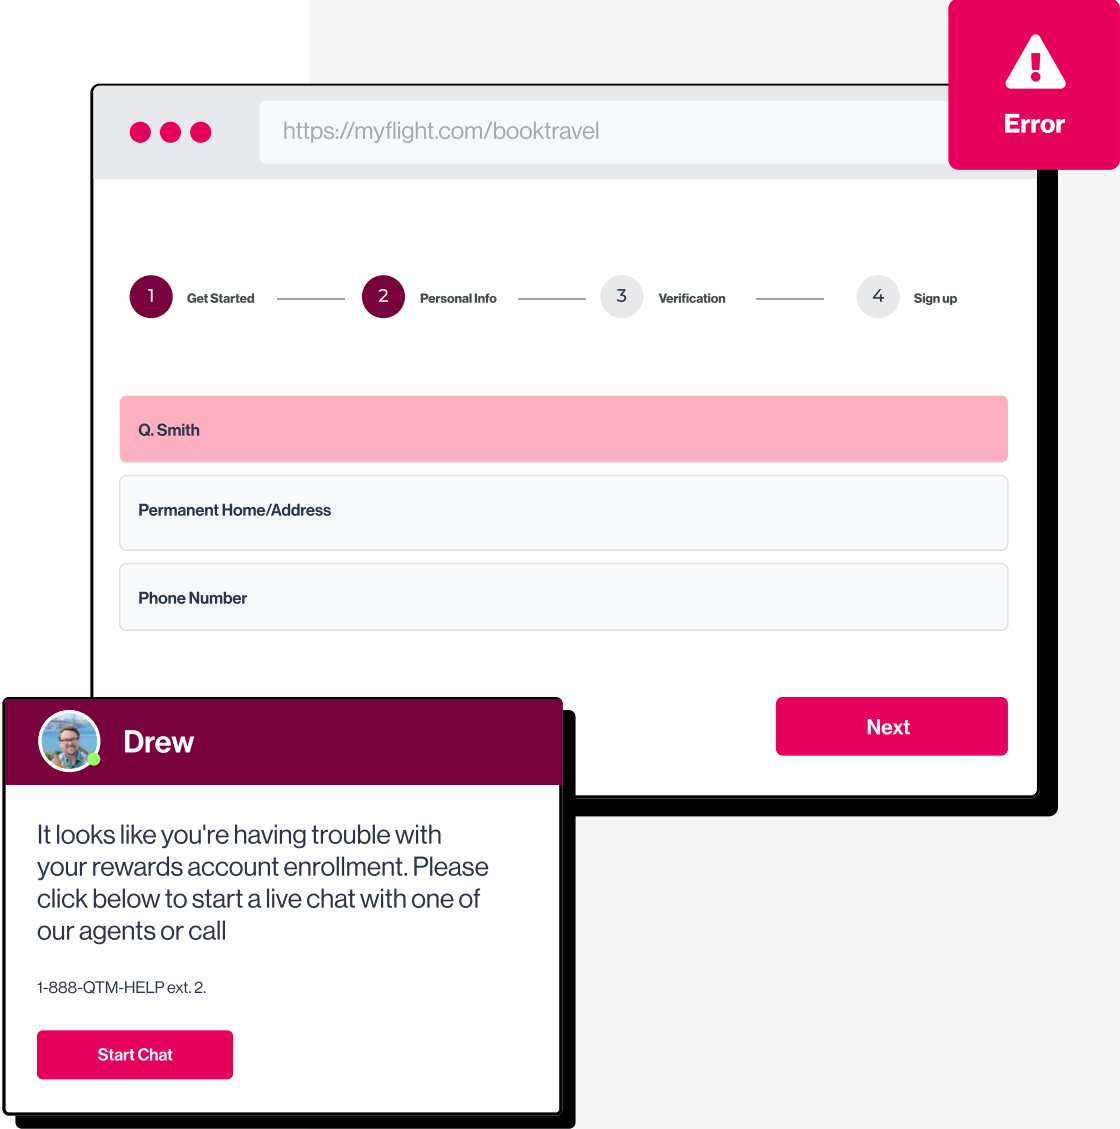 Error
https://myflight.com/booktravel
1 Get Started 2 Personal Info 3 Verification 4 Sign up
Q. Smith
Permanent Home/Address
Phone Number
Next
Drew
It looks like you're having trouble with
your rewards account enrollment. Please
click below to start a live chat with one of
our agents or call
1-888-QTM-HELP ext. 2.
Start Chat